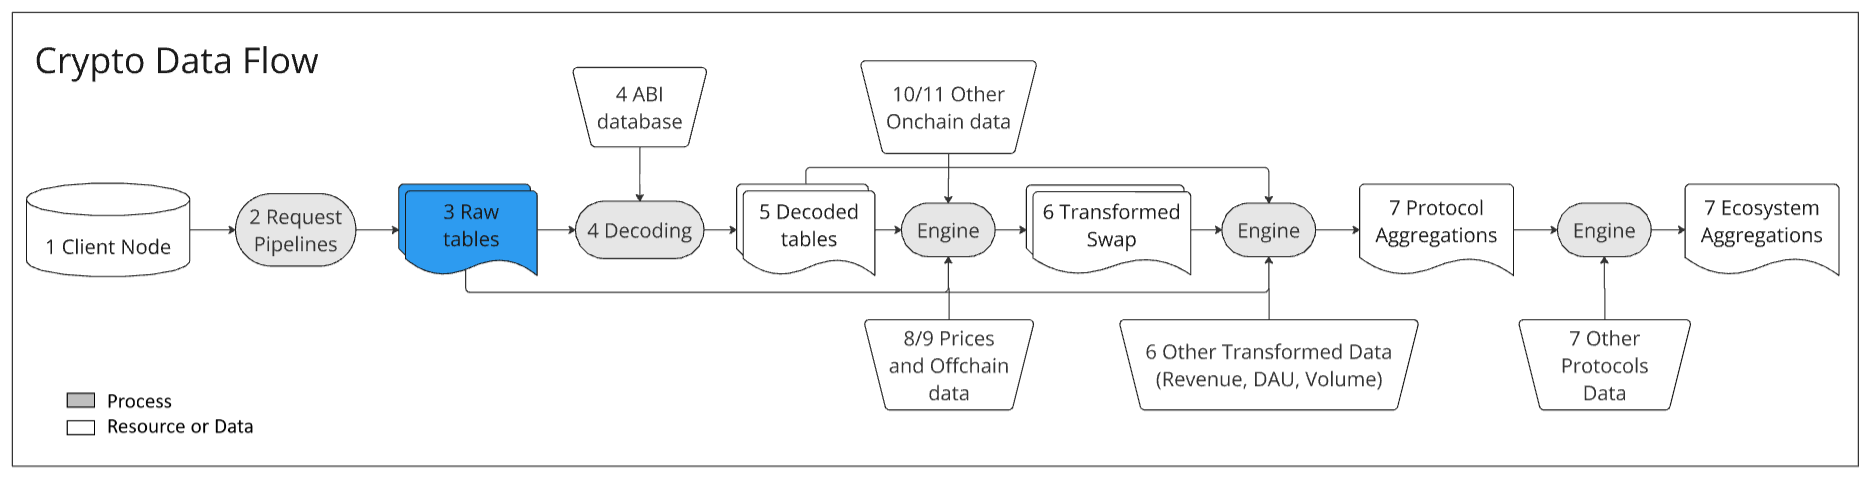 Crypto Data Flow
4 ABI
database
10/11 Other
Onchain data
1 Client Node
2 Request
Pipelines
3 Raw
tables
4 Decoding
5 Decoded
tables
Engine
6 Transformed
Swap
Engine
7 Protocol
Aggregations
Engine
7 Ecosystem
Aggregations
8/9 Prices
and Offchain
data
6 Other Transformed Data
(Revenue, DAU, Volume)
7 Other
Protocols
Data
Process
Resource or Data